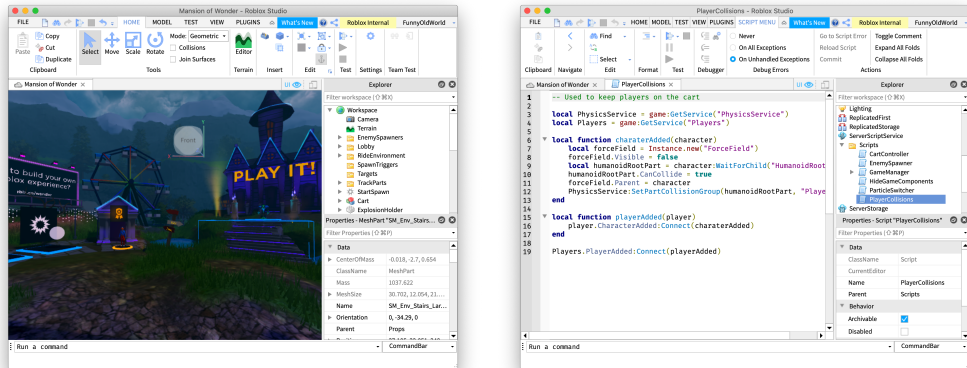 Mansion of Wonder - Roblox Studio
FILE HOME MODEL TEST VIEW PLUGINS What's New Roblox Internal FunnyOldWorld
Paste Copy Cut Duplicate Select Move Scale Rotate Mode: Geometric Collisions Join Surfaces Editor
Clipboard Tools Terrain Insert Edit Test Settings Team Test
Mansion of Wonder × UI
Explorer
Filter workspace (⇧⌘X)
Workspace
Camera
Terrain
EnemySpawners
Lobby
RideEnvironment
SpawnTriggers
Targets
TrackParts
StartSpawn
Cart
ExplosionHolder
Front
PLAY IT!
to build your own
blox experience?
Properties - MeshPart "SM_Env_Stairs...
Filter Properties (⇧⌘P)
Data
CenterOfMass -0.018, -2.7, 0.654
ClassName MeshPart
Mass 1037.622
MeshSize 30.702, 12.054, 21....
Name SM_Env_Stairs_Lar...
Orientation 0, -34.29, 0
Parent Props
Run a command CommandBar
PlayerCollisions - Roblox Studio
FILE HOME MODEL TEST VIEW PLUGINS SCRIPT MENU What's New Roblox Internal FunnyOldWorld
Find Select Never On All Exceptions On Unhandled Exceptions Go to Script Error Reload Script Commit Toggle Comment Expand All Folds Collapse All Folds
Clipboard Navigate Edit Format Test Debugger Debug Errors Actions
Mansion of Wonder × PlayerCollisions × UI
1 -- Used to keep players on the cart
2
3 local PhysicsService = game:GetService("PhysicsService")
4 local Players = game:GetService("Players")
5
6 local function charaterAdded(character)
7 local forceField = Instance.new("ForceField")
8 forceField.Visible = false
9 local humanoidRootPart = character:WaitForChild("HumanoidRoot
10 humanoidRootPart.CanCollide = true
11 forceField.Parent = character
12 PhysicsService:SetPartCollisionGroup(humanoidRootPart, "Playe
13 end
14
15 local function playerAdded(player)
16 player.CharacterAdded:Connect(charaterAdded)
17 end
18
19 Players.PlayerAdded:Connect(playerAdded)
Explorer
Filter workspace (⇧⌘X)
Lighting
ReplicatedFirst
ReplicatedStorage
ServerScriptService
Scripts
CartController
EnemySpawner
GameManager
HideGameComponents
ParticleSwitcher
PlayerCollisions
ServerStorage
Properties - Script "PlayerCollisions"
Filter Properties (⇧⌘P)
Data
ClassName Script
CurrentEditor
Name PlayerCollisions
Parent Scripts
Behavior
Archivable
Disabled
Run a command CommandBar